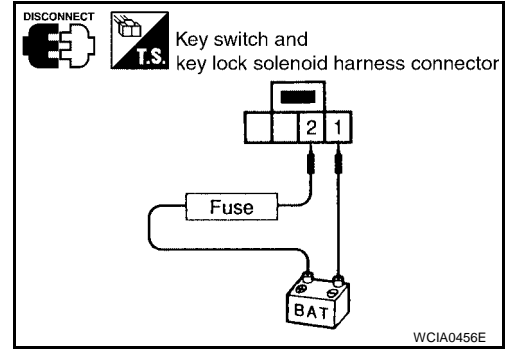 DISCONNECT
T.S.
Key switch and
key lock solenoid harness connector
2 1
Fuse
BAT
WCIA0456E